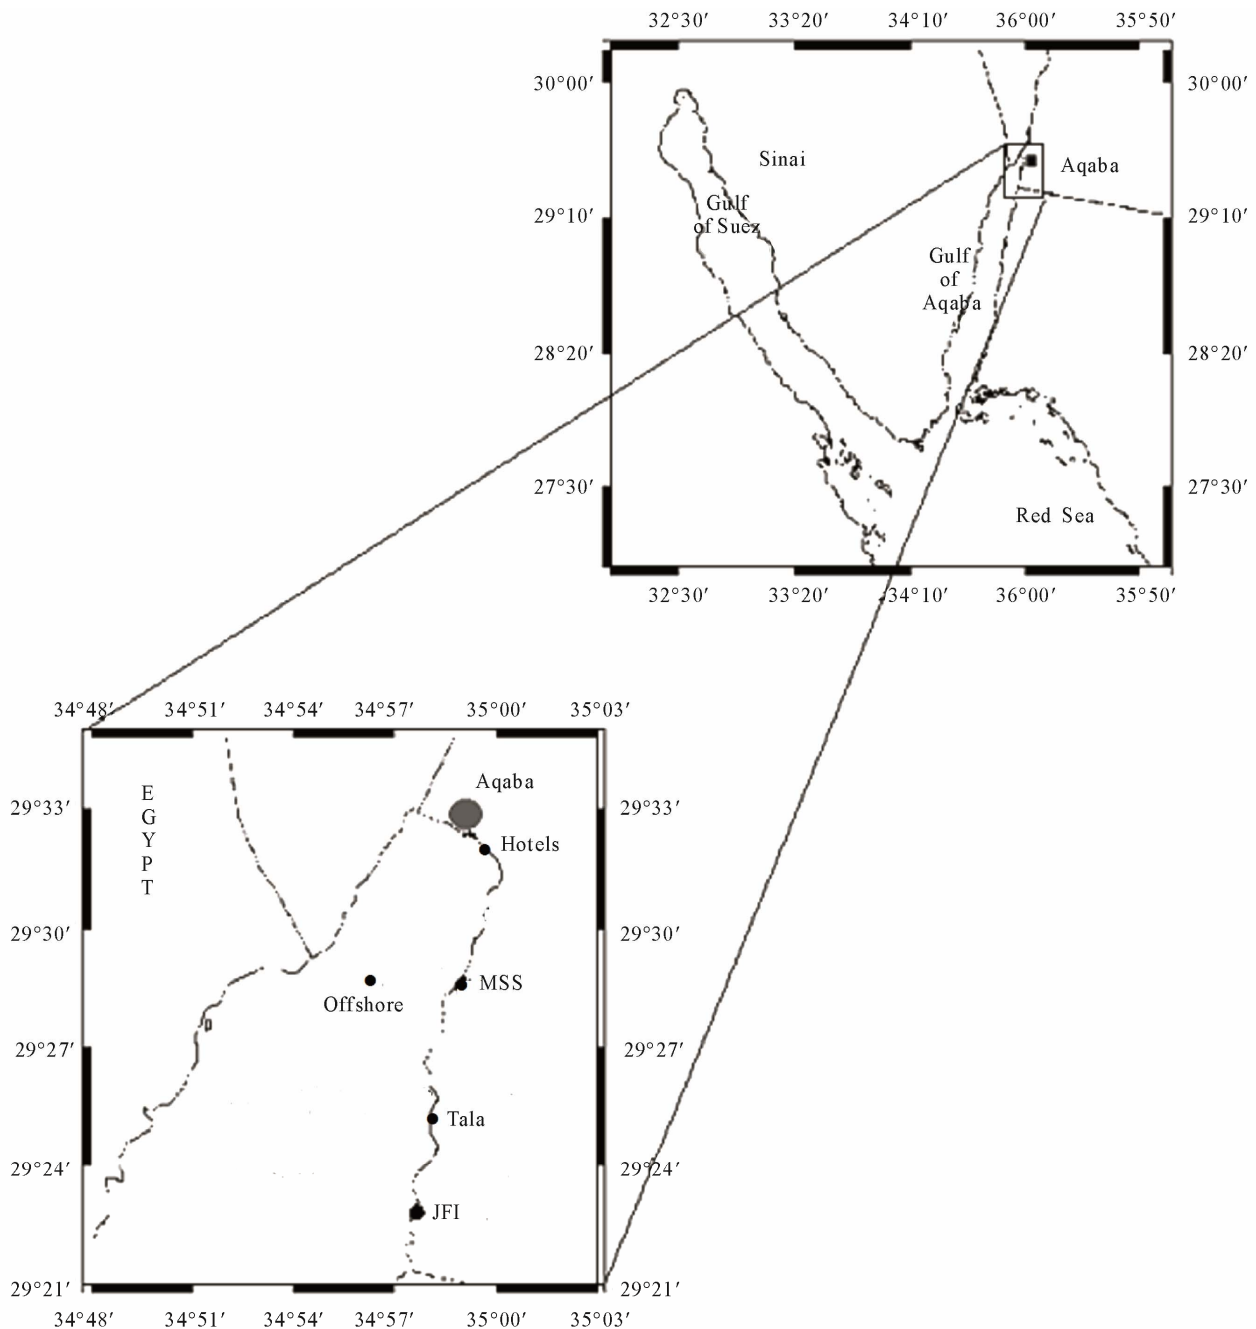 32°30′ 33°20′ 34°10′ 36°00′ 35°50′
30°00′ 30°00′
Sinai
Aqaba
Gulf
of Suez
29°10′ 29°10′
Gulf
of
Aqaba
28°20′ 28°20′
27°30′ 27°30′
Red Sea
32°30′ 33°20′ 34°10′ 36°00′ 35°50′
34°48′ 34°51′ 34°54′ 34°57′ 35°00′ 35°03′
Aqaba
E
G
Y
P
T
29°33′ 29°33′
Hotels
29°30′ 29°30′
MSS
Offshore
29°27′ 29°27′
Tala
29°24′ 29°24′
JFI
29°21′ 29°21′
34°48′ 34°51′ 34°54′ 34°57′ 35°00′ 35°03′